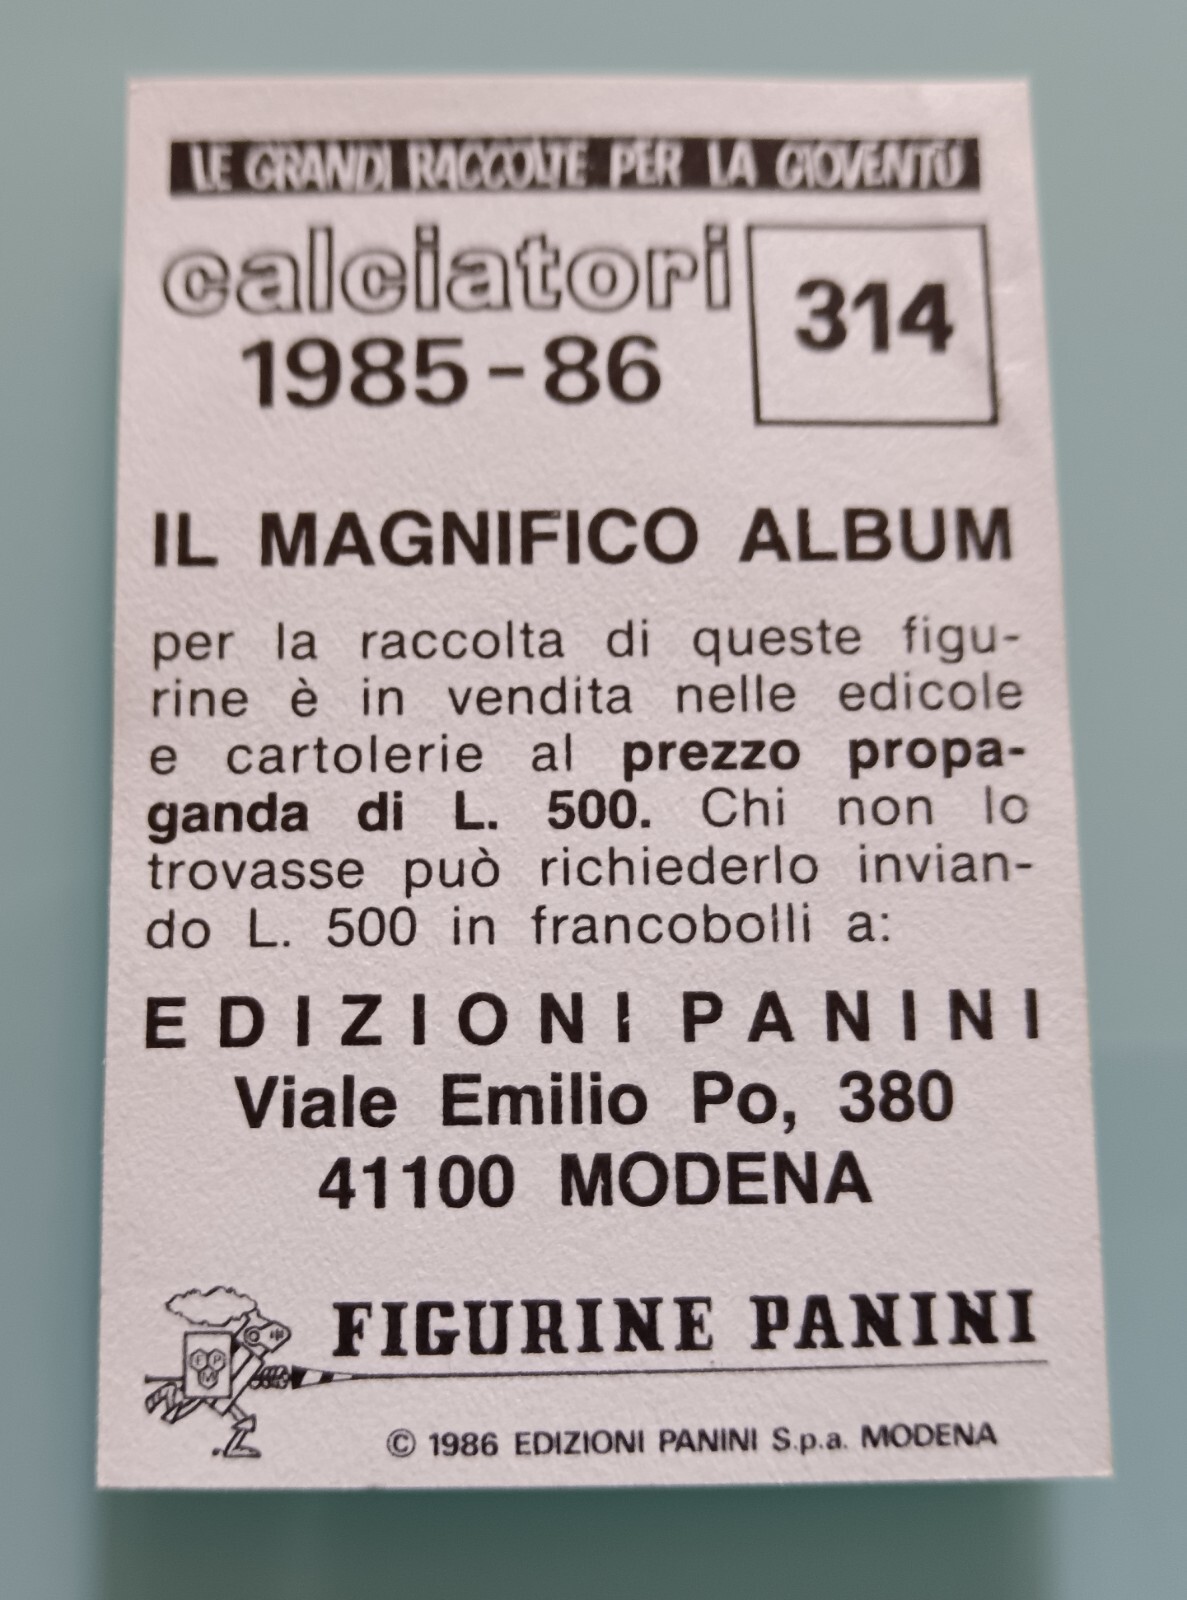 LE GRANDI RACCOLTE PER LA GIOVENTÙ
calciatori
1985-86
314
IL MAGNIFICO ALBUM
per la raccolta di queste figu-
rine è in vendita nelle edicole
e cartolerie al prezzo propa-
ganda di L. 500. Chi non lo
trovasse può richiederlo invian-
do L. 500 in francobolli a:
EDIZIONI PANINI
Viale Emilio Po, 380
41100 MODENA
FIGURINE PANINI
FPM
© 1986 EDIZIONI PANINI S.p.a. MODENA